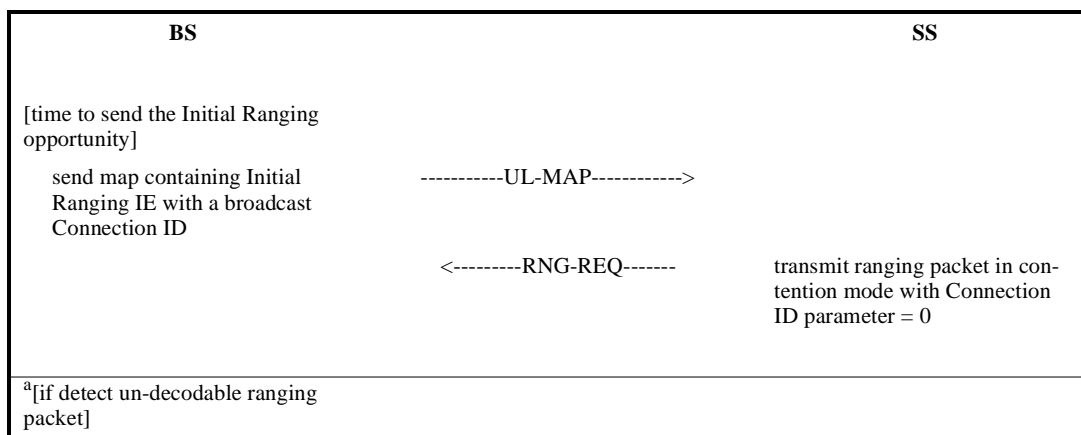 BS SS
[time to send the Initial Ranging
opportunity]
send map containing Initial -----------UL-MAP------------>
Ranging IE with a broadcast
Connection ID
<---------RNG-REQ------- transmit ranging packet in con-
tention mode with Connection
ID parameter = 0
a[if detect un-decodable ranging
packet]